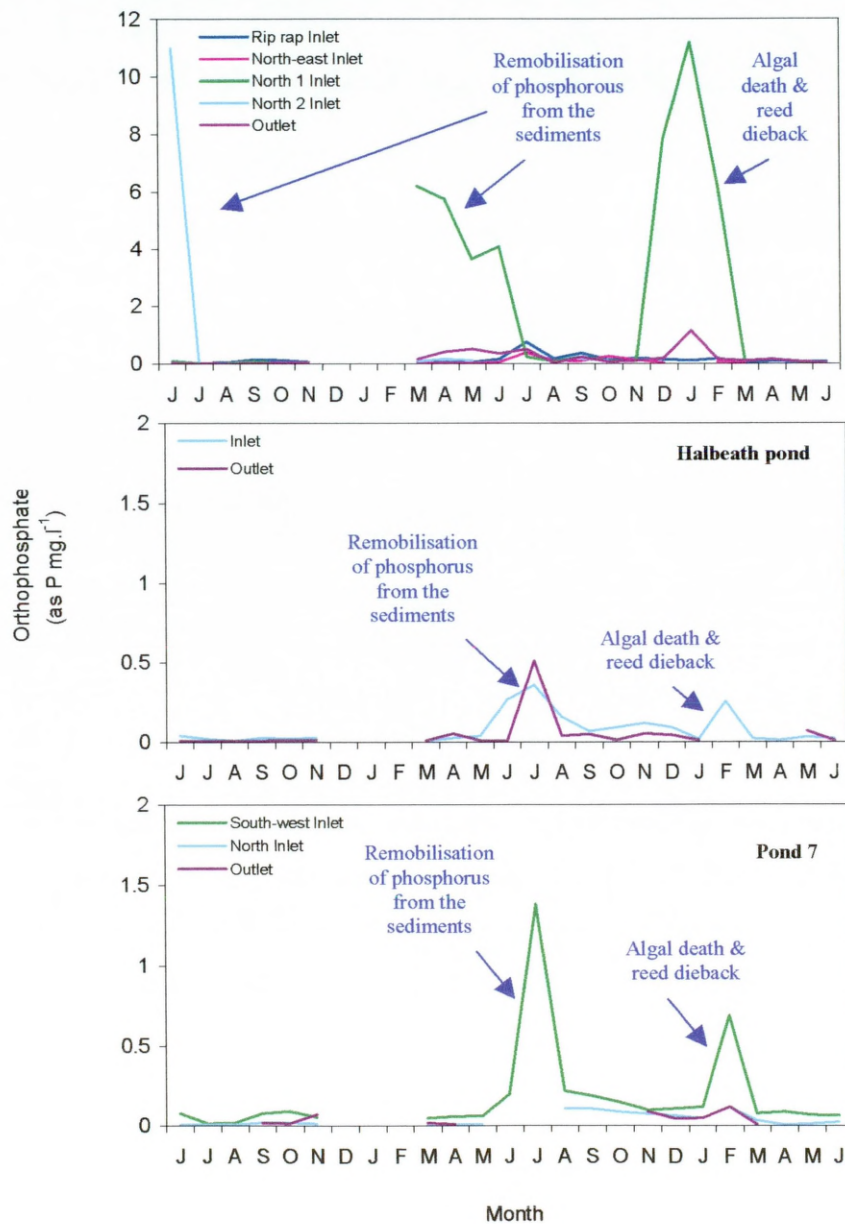 12
10
8
6
4
2
0
Rip rap Inlet
North-east Inlet
North 1 Inlet
North 2 Inlet
Outlet
Remobilisation
of phosphorous
from the
sediments
Algal
death &
reed
dieback
J J A S O N D J F M A M J J A S O N D J F M A M J
2
1.5
1
0.5
0
Inlet
Outlet
Halbeath pond
Remobilisation
of phosphorus
from the
sediments
Algal death &
reed dieback
J J A S O N D J F M A M J J A S O N D J F M A M J
Orthophosphate
(as P mg.l⁻¹)
2
1.5
1
0.5
0
South-west Inlet
North Inlet
Outlet
Pond 7
Remobilisation
of phosphorus
from the
sediments
Algal death &
reed dieback
J J A S O N D J F M A M J J A S O N D J F M A M J
Month